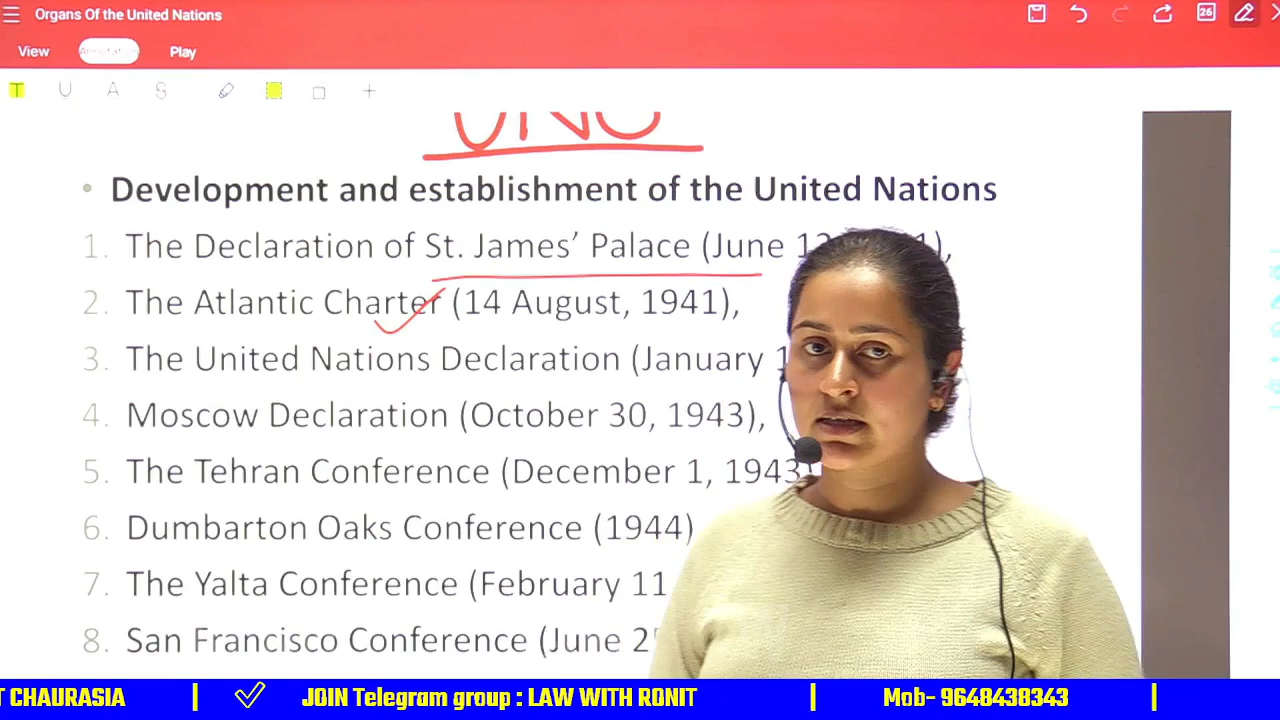 Organs Of the United Nations
26
View Annotation Play
T U A S
UNO
Development and establishment of the United Nations
1. The Declaration of St. James’ Palace (June 1
2. The Atlantic Charter (14 August, 1941),
3. The United Nations Declaration (January 1
4. Moscow Declaration (October 30, 1943),
5. The Tehran Conference (December 1, 1943)
6. Dumbarton Oaks Conference (1944)
7. The Yalta Conference (February 11
8. San Francisco Conference (June 2
T CHAURASIA | JOIN Telegram group : LAW WITH RONIT | Mob- 9648438343 |